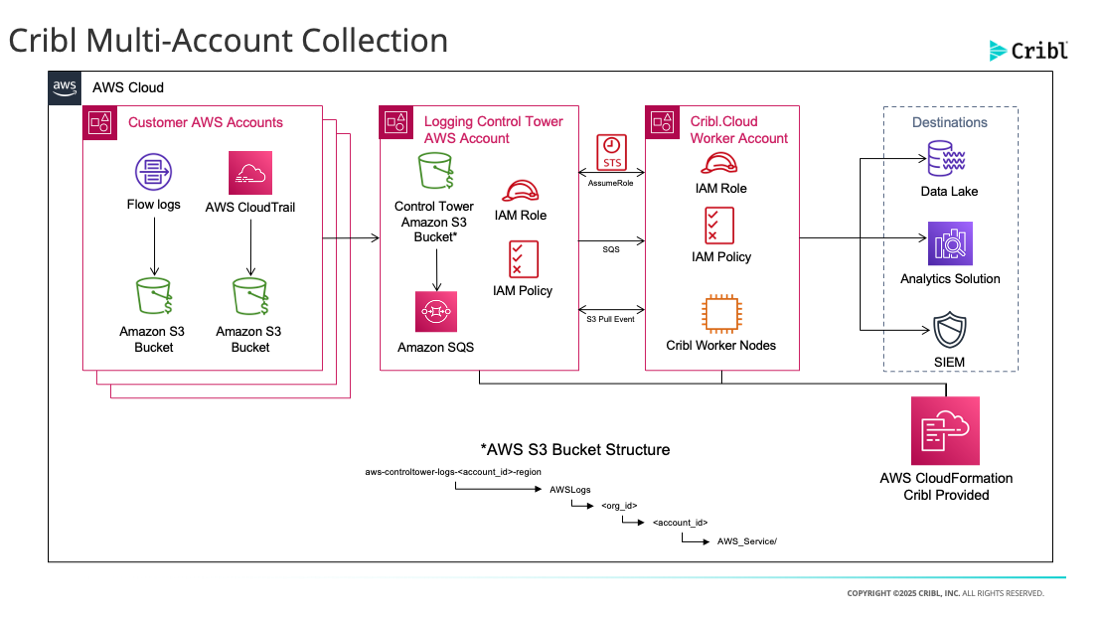 Cribl Multi-Account Collection
Cribl
aws
AWS Cloud
Customer AWS Accounts
Flow logs
AWS CloudTrail
Amazon S3
Bucket
Amazon S3
Bucket
Logging Control Tower
AWS Account
Control Tower
Amazon S3
Bucket*
IAM Role
IAM Policy
Amazon SQS
STS
AssumeRole
SQS
S3 Pull Event
Cribl.Cloud
Worker Account
IAM Role
IAM Policy
Cribl Worker Nodes
Destinations
Data Lake
Analytics Solution
SIEM
AWS CloudFormation
Cribl Provided
*AWS S3 Bucket Structure
aws-controltower-logs-<account_id>-region
AWSLogs
<org_id>
<account_id>
AWS_Service/
COPYRIGHT ©2025 CRIBL, INC. ALL RIGHTS RESERVED.